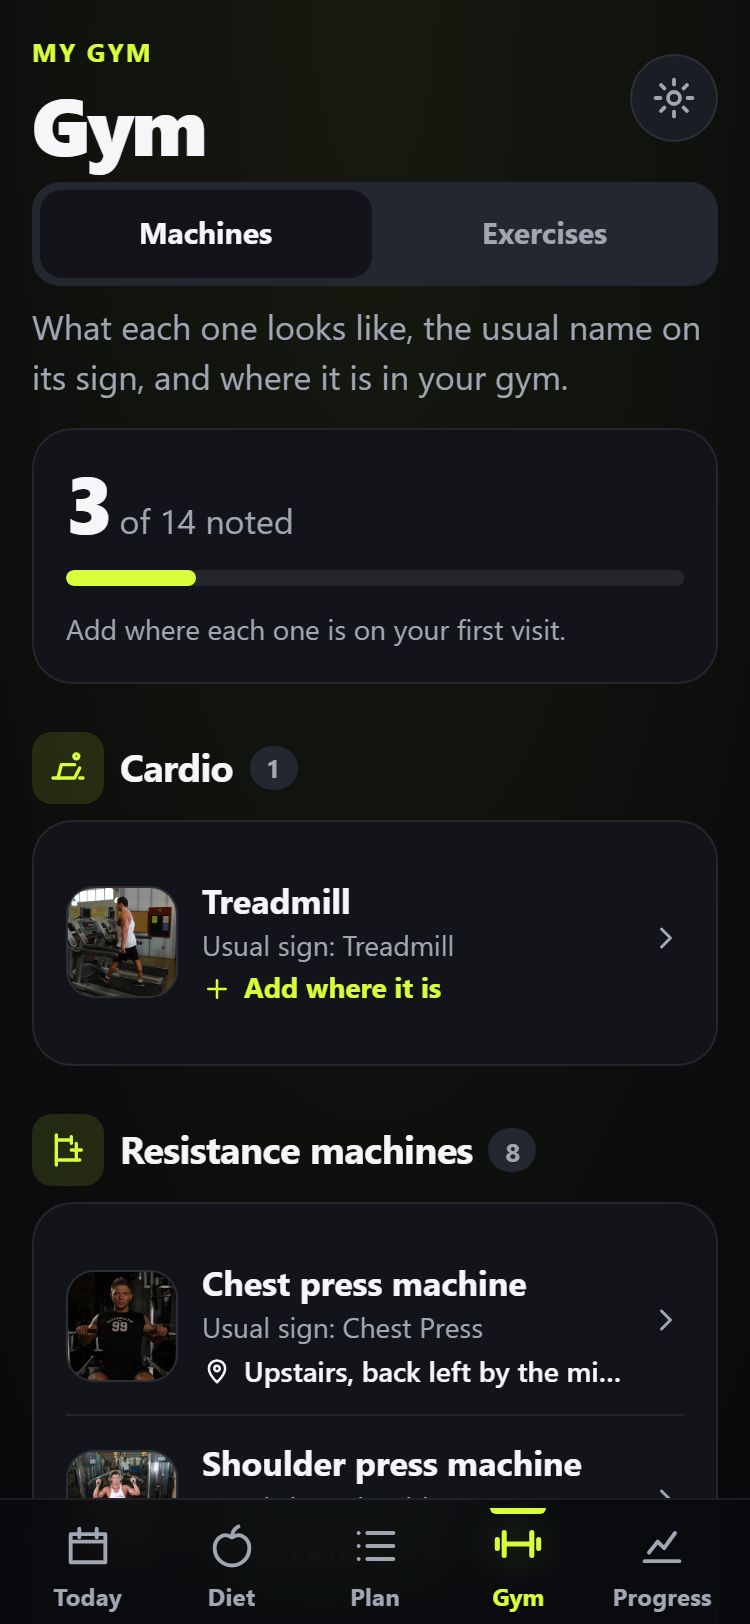 MY GYM
Gym
Machines
Exercises
What each one looks like, the usual name on
its sign, and where it is in your gym.
3 of 14 noted
Add where each one is on your first visit.
Cardio 1
Treadmill
Usual sign: Treadmill
+ Add where it is
Resistance machines 8
Chest press machine
Usual sign: Chest Press
99
Upstairs, back left by the mi...
Shoulder press machine
Today
Diet
Plan
Gym
Progress